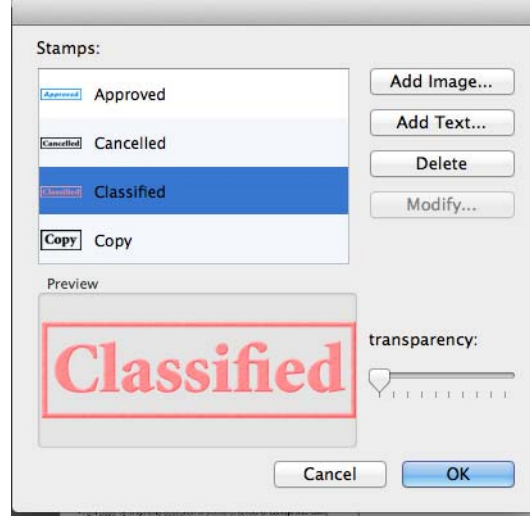 Stamps:
Approved Approved
Cancelled Cancelled
Classified Classified
Copy Copy
Add Image...
Add Text...
Delete
Modify...
Preview
Classified
transparency:
Cancel
OK